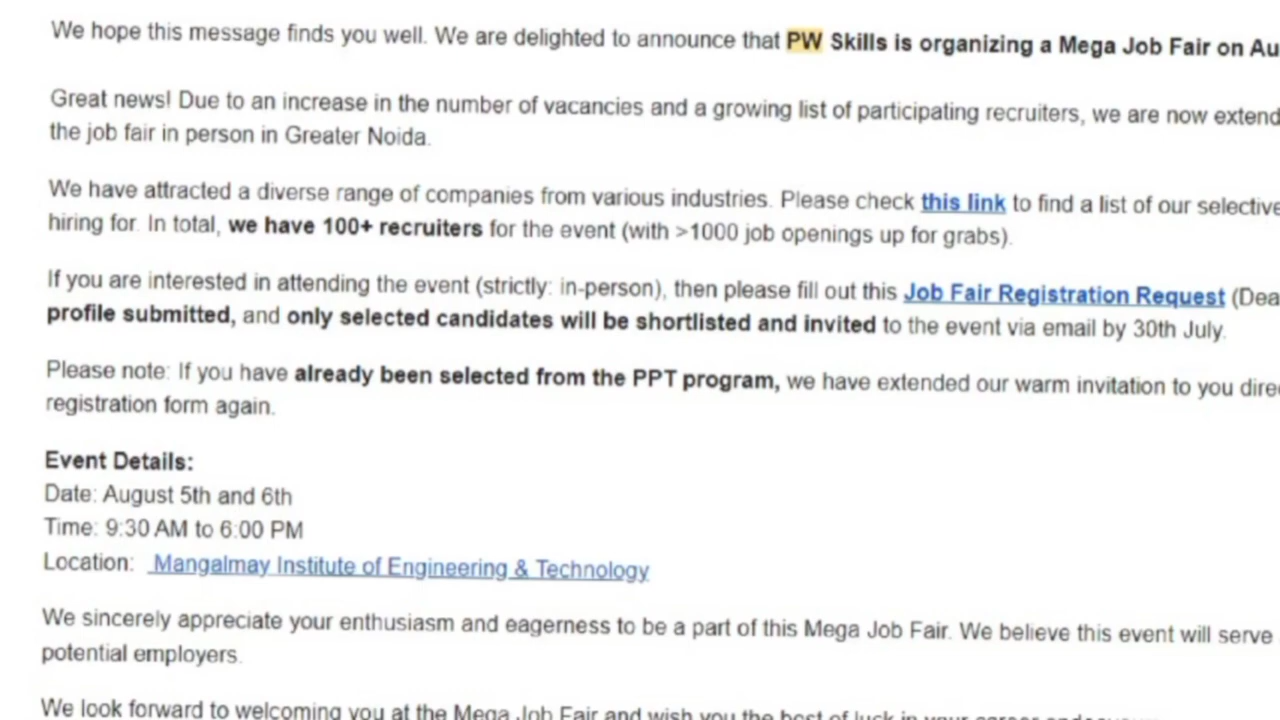 We hope this message finds you well. We are delighted to announce that PW Skills is organizing a Mega Job Fair on Au
Great news! Due to an increase in the number of vacancies and a growing list of participating recruiters, we are now extend
the job fair in person in Greater Noida.
We have attracted a diverse range of companies from various industries. Please check this link to find a list of our selective
hiring for. In total, we have 100+ recruiters for the event (with >1000 job openings up for grabs).
If you are interested in attending the event (strictly: in-person), then please fill out this Job Fair Registration Request (Dea
profile submitted, and only selected candidates will be shortlisted and invited to the event via email by 30th July.
Please note: If you have already been selected from the PPT program, we have extended our warm invitation to you direc
registration form again.
Event Details:
Date: August 5th and 6th
Time: 9:30 AM to 6:00 PM
Location: Mangalmay Institute of Engineering & Technology
We sincerely appreciate your enthusiasm and eagerness to be a part of this Mega Job Fair. We believe this event will serve
potential employers.
We look forward to welcoming you at the Mega Job Fair and wish you the best of luck in your career